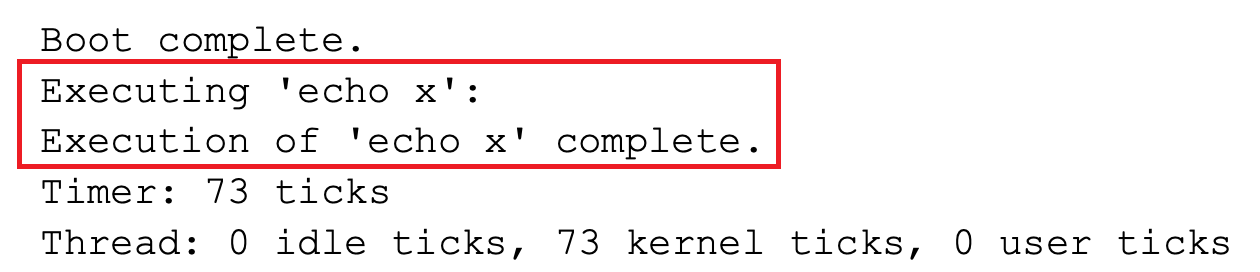 Boot complete.
Executing 'echo x':
Execution of 'echo x' complete.
Timer: 73 ticks
Thread: 0 idle ticks, 73 kernel ticks, 0 user ticks